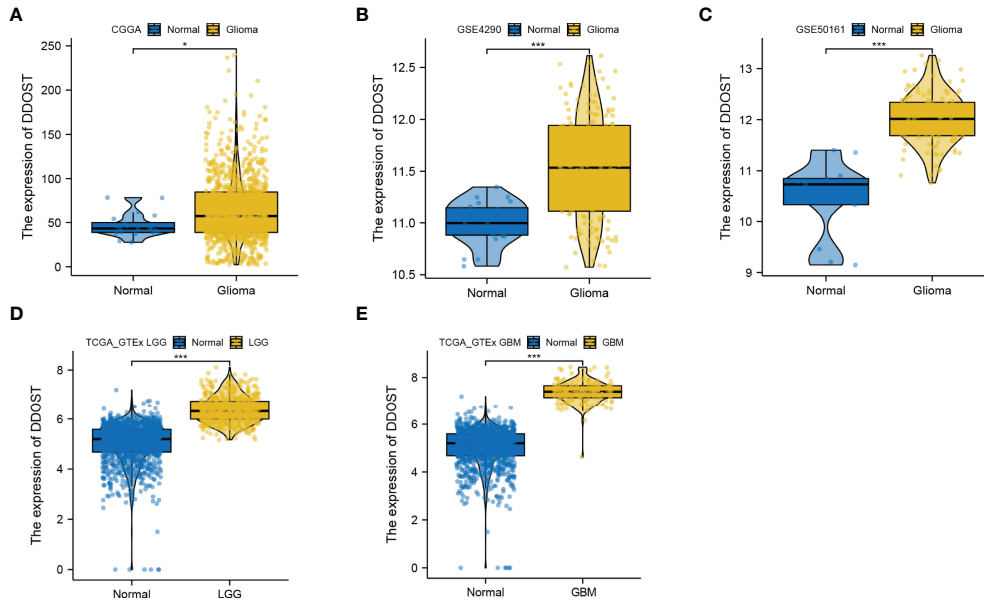 A
CGGA Normal Glioma
*
The expression of DDOST
250
200
150
100
50
0
Normal Glioma
B
GSE4290 Normal Glioma
***
The expression of DDOST
12.5
12.0
11.5
11.0
10.5
Normal Glioma
C
GSE50161 Normal Glioma
***
The expression of DDOST
13
12
11
10
9
Normal Glioma
D
TCGA_GTEx LGG Normal LGG
***
The expression of DDOST
8
6
4
2
0
Normal LGG
E
TCGA_GTEx GBM Normal GBM
***
The expression of DDOST
8
6
4
2
0
Normal GBM